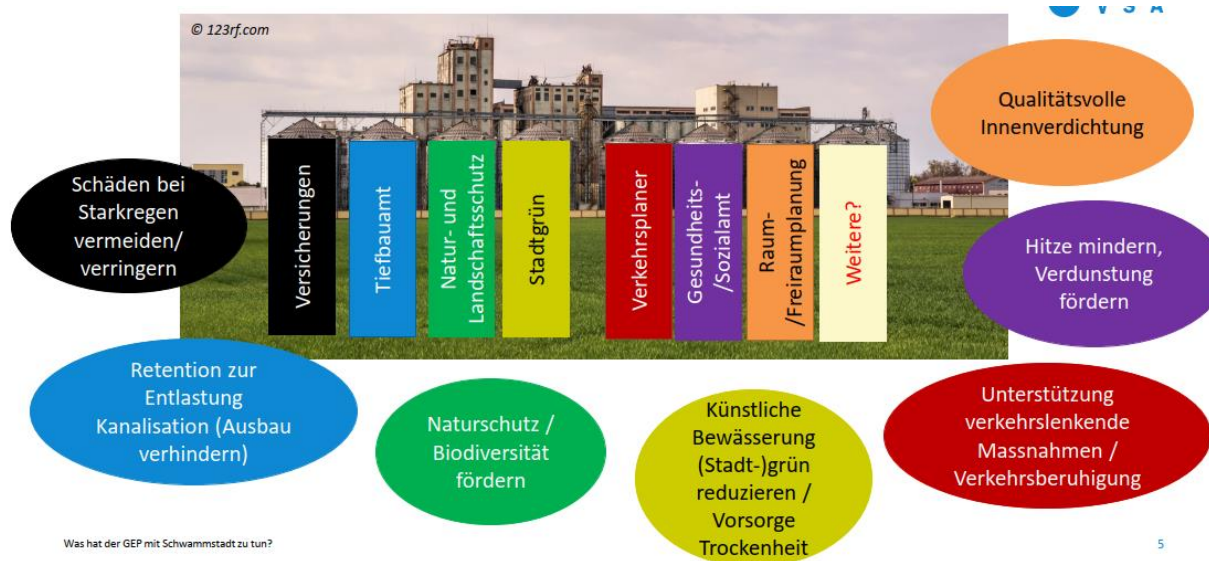 © 123rf.com
V S A
Qualitätsvolle
Innenverdichtung
Schäden bei
Starkregen
vermeiden/
verringern
Versicherungen
Tiefbauamt
Natur- und
Landschaftsschutz
Stadtgrün
Verkehrsplaner
Gesundheits-
/Sozialamt
Raum-
/Freiraumplanung
Weitere?
Hitze mindern,
Verdunstung
fördern
Retention zur
Entlastung
Kanalisation (Ausbau
verhindern)
Naturschutz /
Biodiversität
fördern
Künstliche
Bewässerung
(Stadt-)grün
reduzieren /
Vorsorge
Trockenheit
Unterstützung
verkehrslenkende
Massnahmen /
Verkehrsberuhigung
Was hat der GEP mit Schwammstadt zu tun?
5